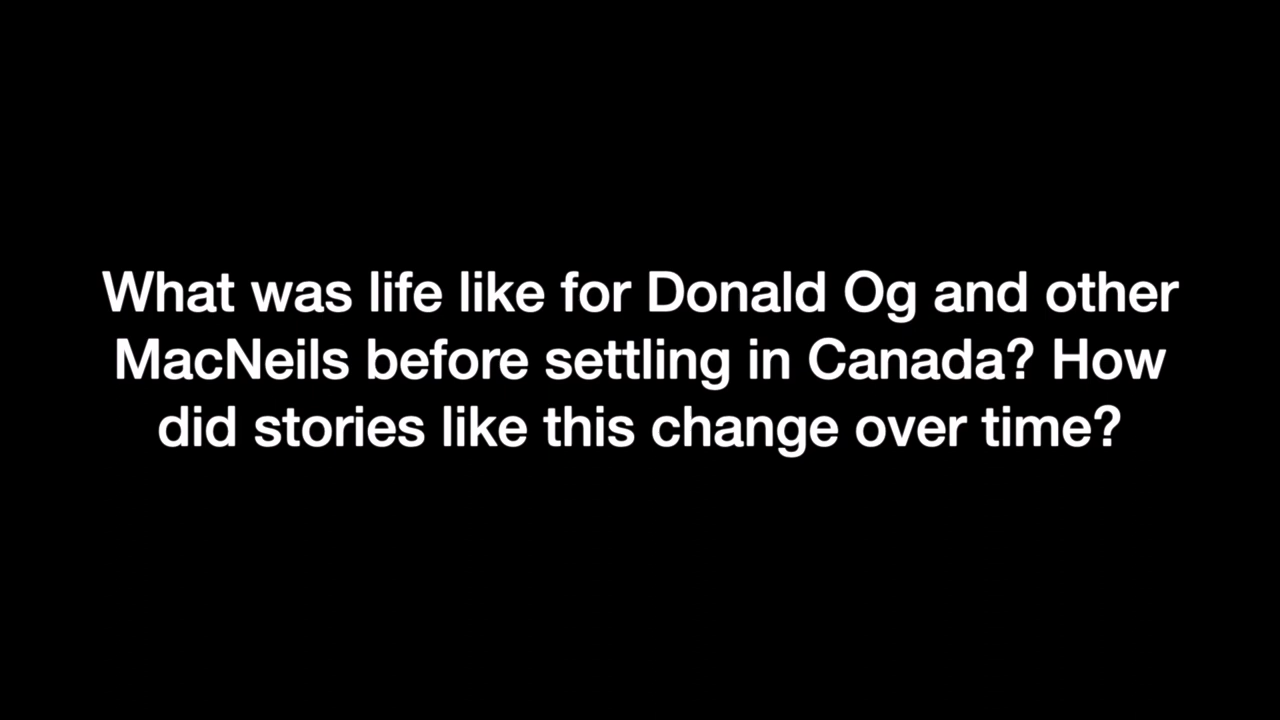 What was life like for Donald Og and other
MacNeils before settling in Canada? How
did stories like this change over time?